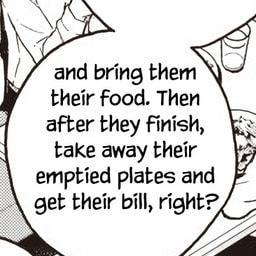 and bring them
their food. Then
after they finish,
take away their
emptied plates and
get their bill, right?